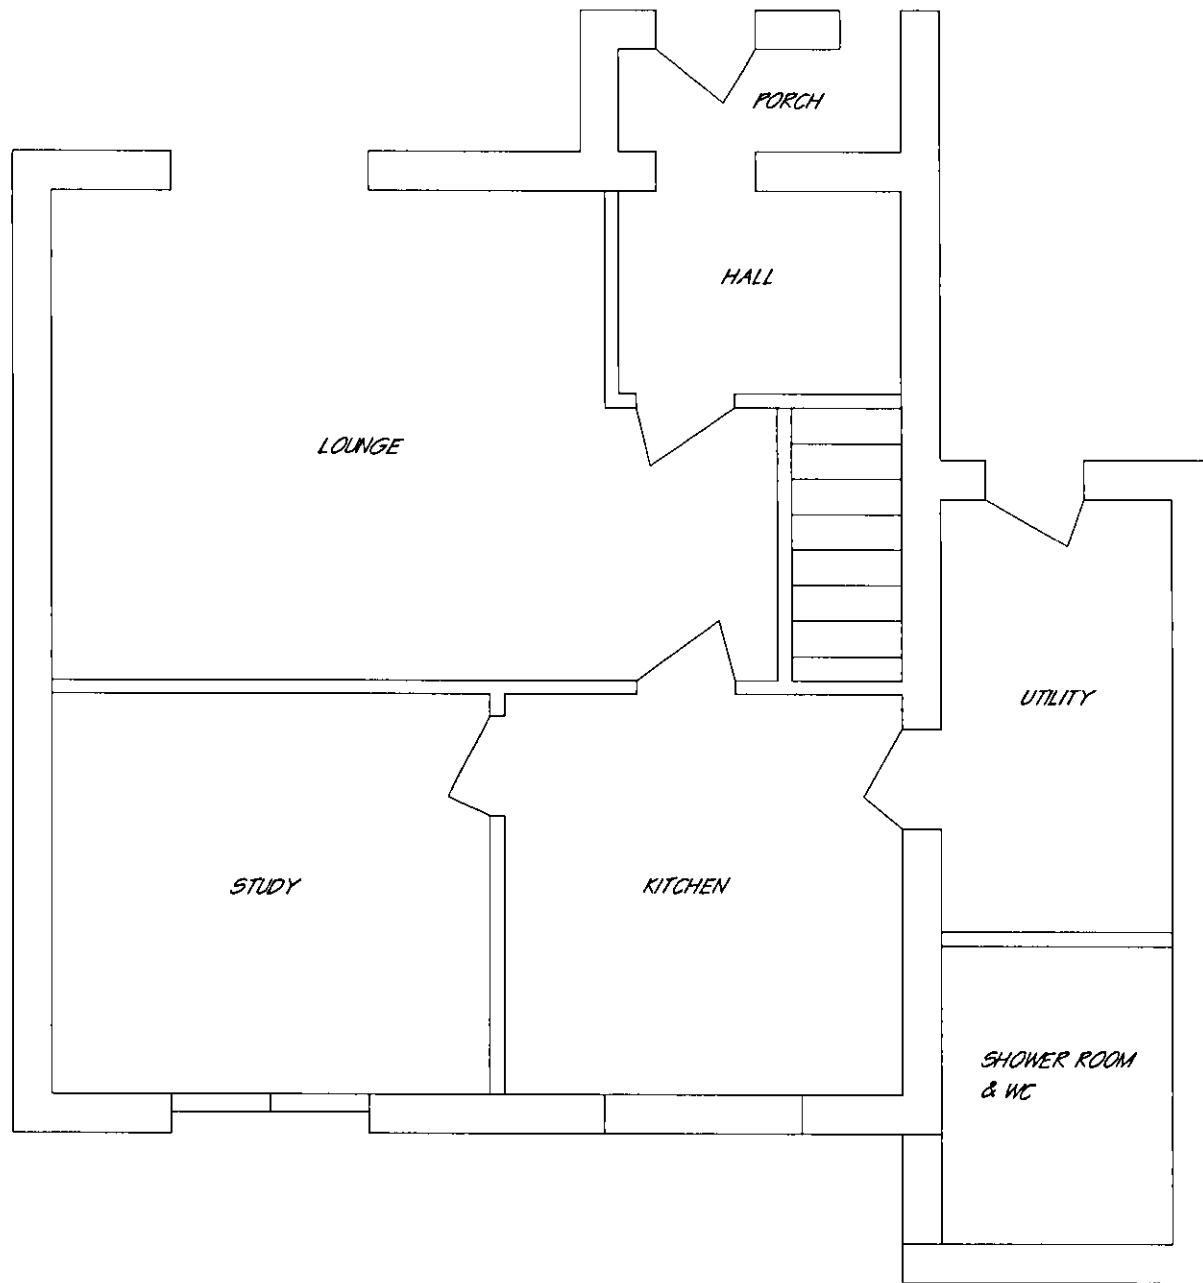 PORCH
HALL
LOUNGE
UTILITY
STUDY
KITCHEN
SHOWER ROOM
& WC